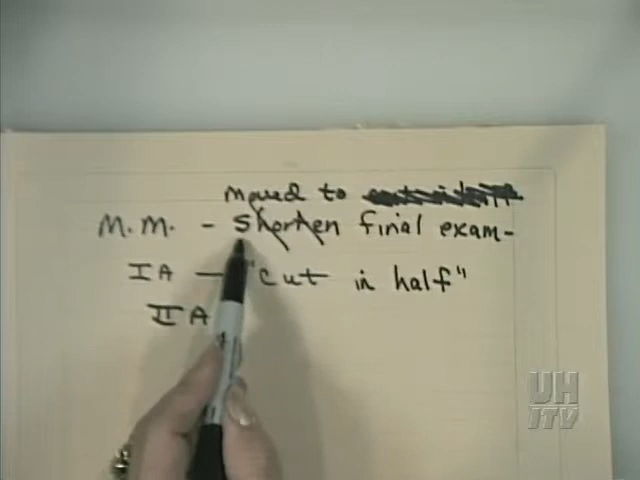 moved to
M.M. - Shorten final exam-
IA - "cut in half"
IIA
UH
ITV